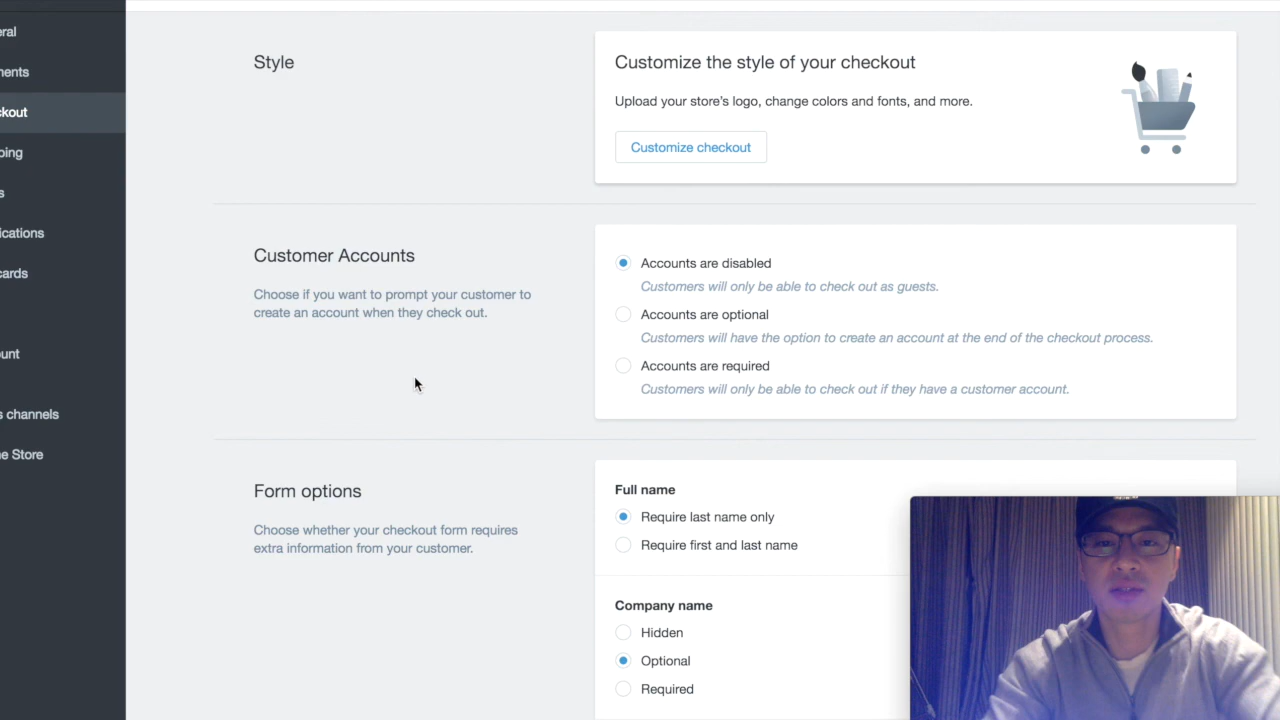 eral
ments
ckout
ping
s
ications
cards
unt
s channels
e Store
Style
Customize the style of your checkout
Upload your store's logo, change colors and fonts, and more.
Customize checkout
Customer Accounts
Choose if you want to prompt your customer to
create an account when they check out.
Accounts are disabled
Customers will only be able to check out as guests.
Accounts are optional
Customers will have the option to create an account at the end of the checkout process.
Accounts are required
Customers will only be able to check out if they have a customer account.
Form options
Choose whether your checkout form requires
extra information from your customer.
Full name
Require last name only
Require first and last name
Company name
Hidden
Optional
Required